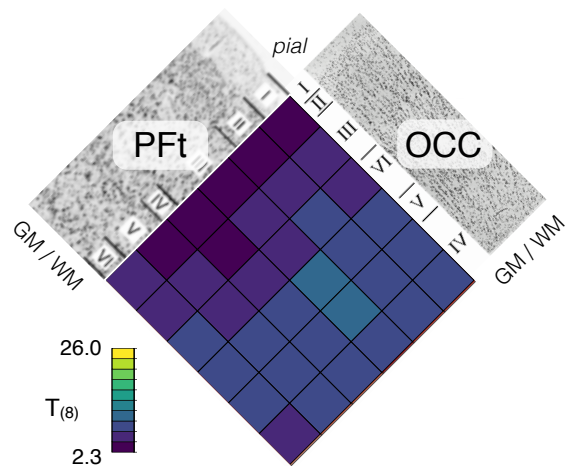 pial
I
II
III
IV
V
VI
PFt
I
II
III
VI
V
IV
OCC
GM / WM
GM / WM
26.0
T(8)
2.3